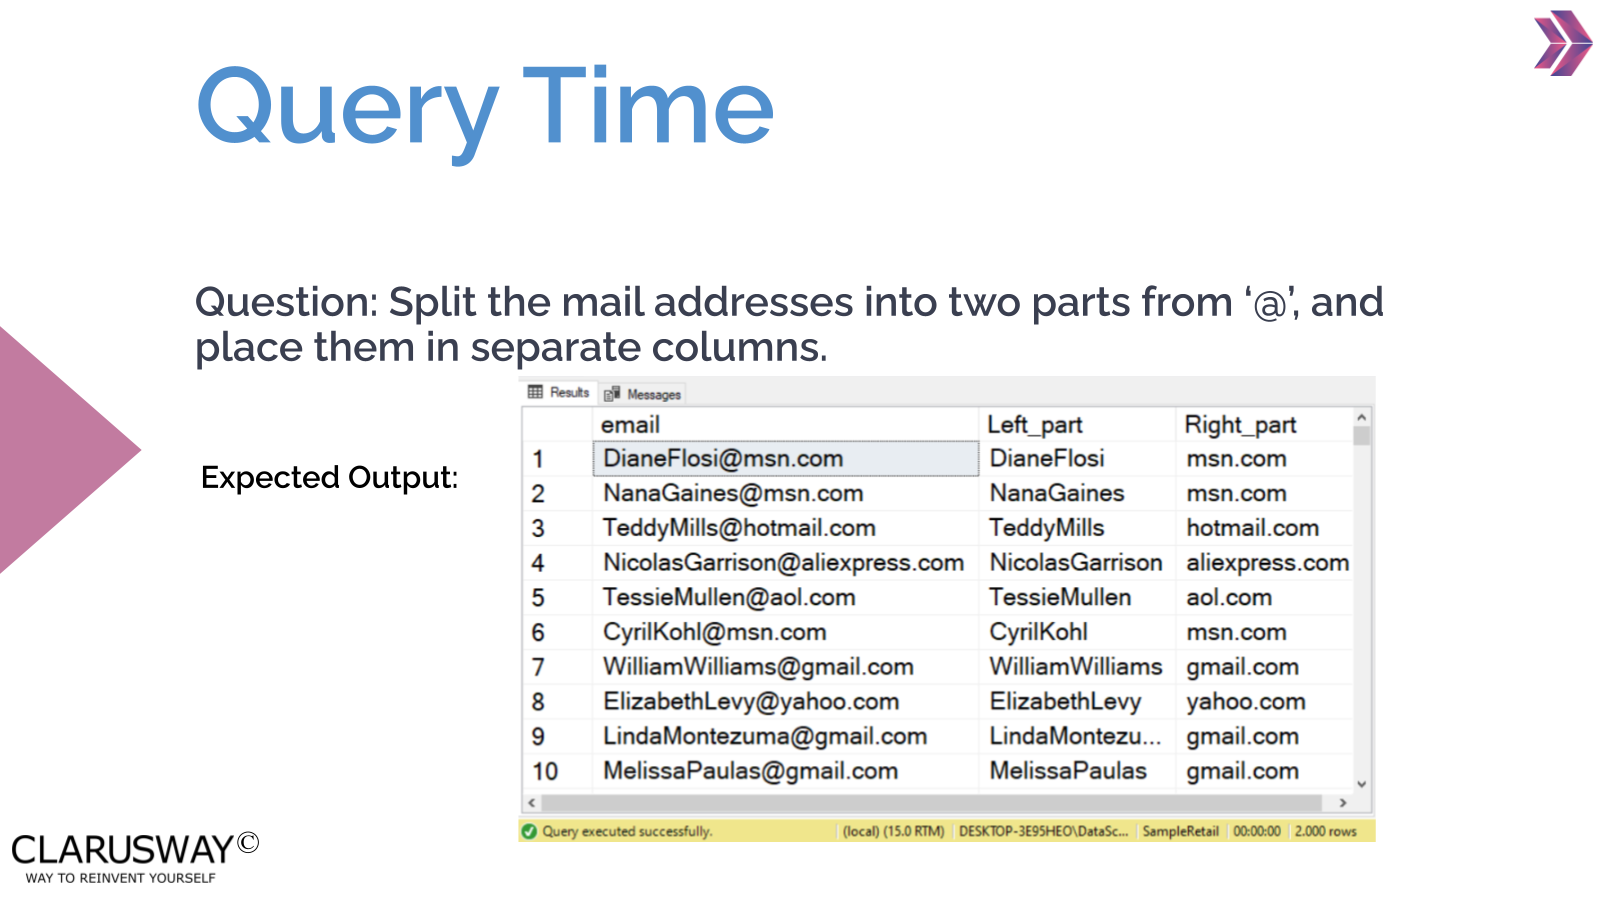 Query Time
Question: Split the mail addresses into two parts from ‘@’, and
place them in separate columns.
Expected Output:
Results Messages
email Left_part Right_part
1 DianeFlosi@msn.com DianeFlosi msn.com
2 NanaGaines@msn.com NanaGaines msn.com
3 TeddyMills@hotmail.com TeddyMills hotmail.com
4 NicolasGarrison@aliexpress.com NicolasGarrison aliexpress.com
5 TessieMullen@aol.com TessieMullen aol.com
6 CyrilKohl@msn.com CyrilKohl msn.com
7 WilliamWilliams@gmail.com WilliamWilliams gmail.com
8 ElizabethLevy@yahoo.com ElizabethLevy yahoo.com
9 LindaMontezuma@gmail.com LindaMontezu... gmail.com
10 MelissaPaulas@gmail.com MelissaPaulas gmail.com
Query executed successfully. (local) (15.0 RTM) DESKTOP-3E95HEO\DataSc... SampleRetail 00:00:00 2.000 rows
CLARUSWAY©
WAY TO REINVENT YOURSELF